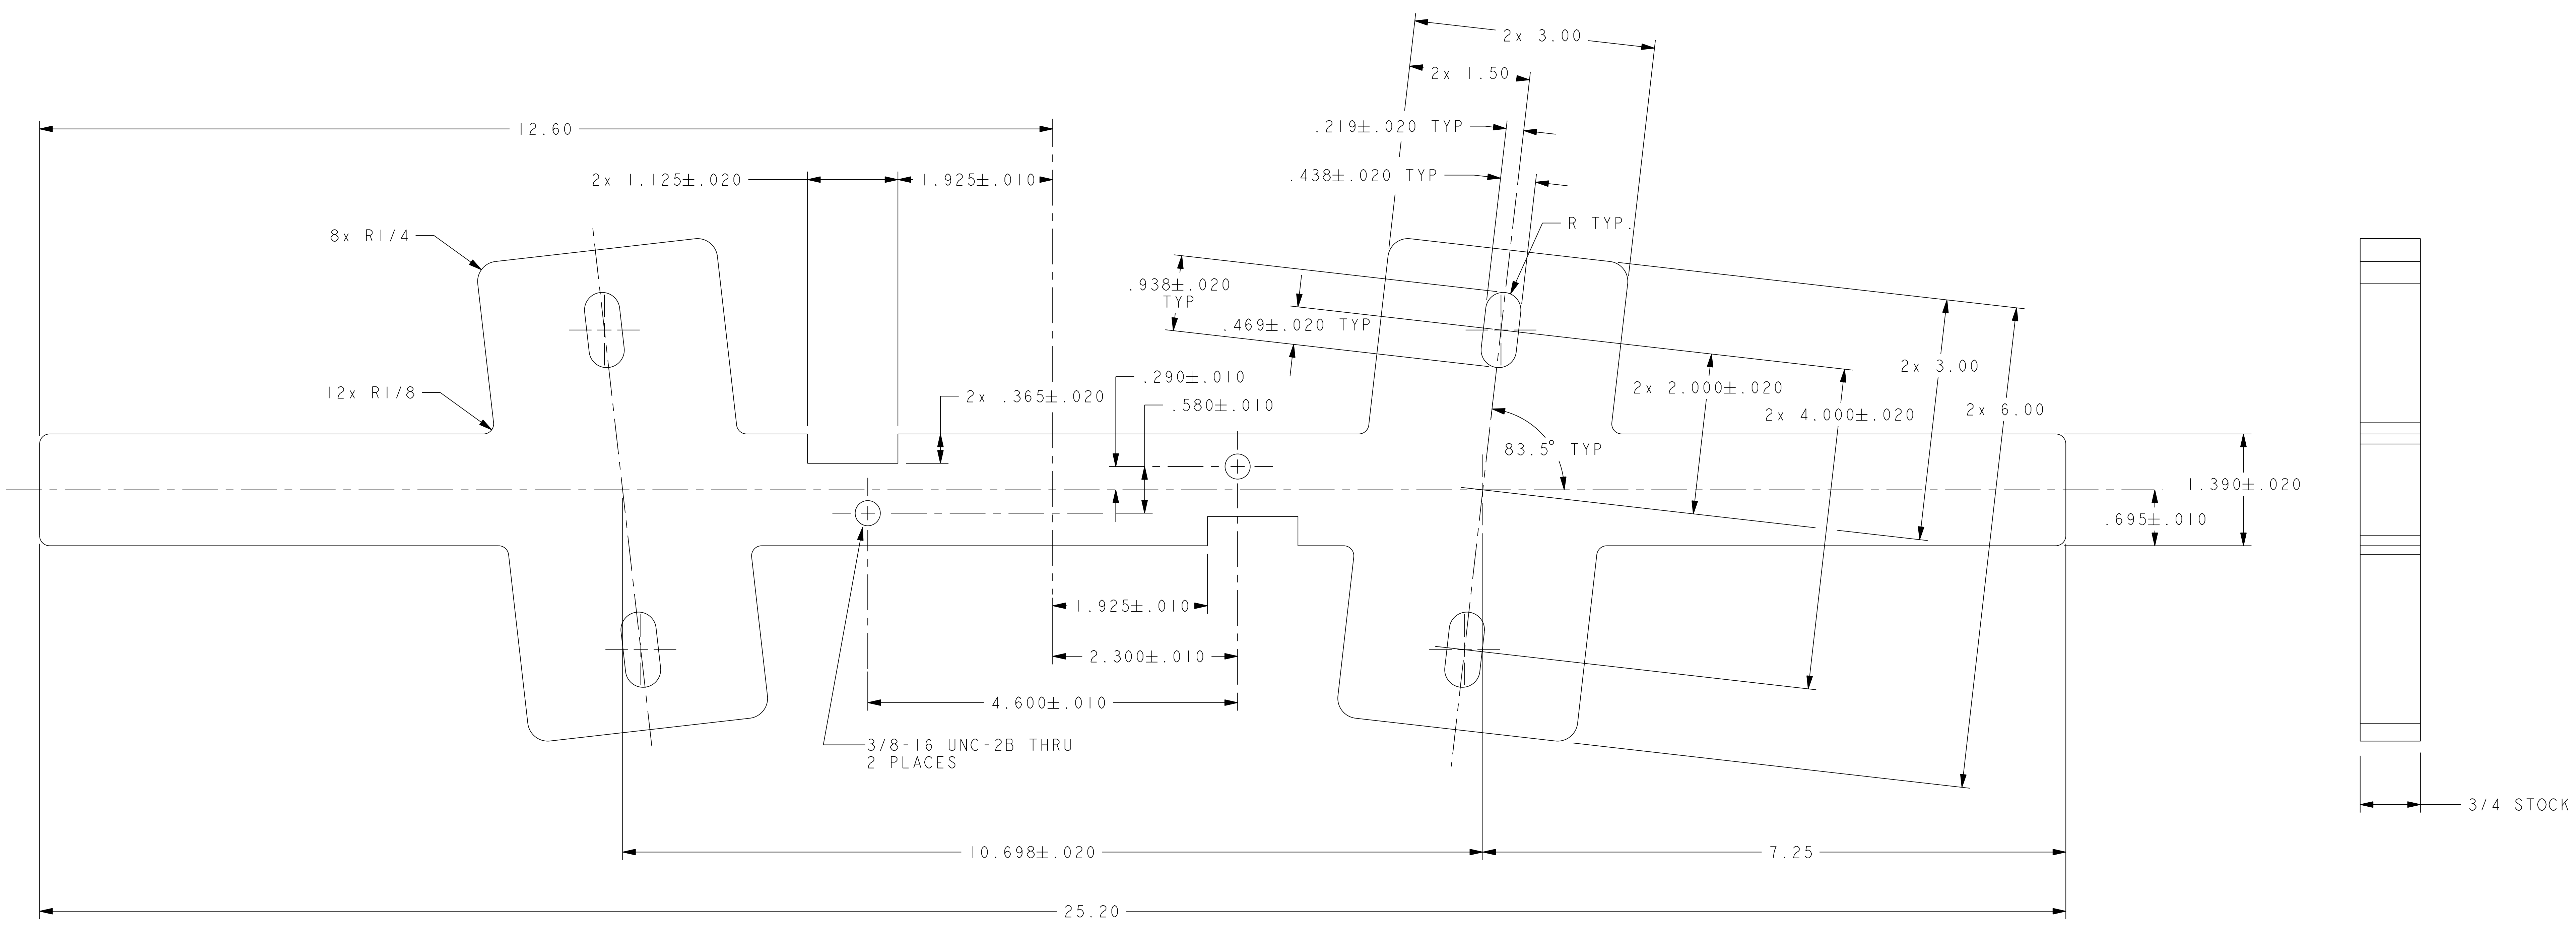 2x 3.00
2x 1.50
.219±.020 TYP
12.60
.438±.020 TYP
2x 1.125±.020
1.925±.010
R TYP.
8x R1/4
.938±.020
TYP
.469±.020 TYP
2x 3.00
.290±.010
2x 2.000±.020
12x R1/8
2x .365±.020
.580±.010
2x 4.000±.020
2x 6.00
83.5° TYP
1.390±.020
.695±.010
1.925±.010
2.300±.010
4.600±.010
3/8-16 UNC-2B THRU
2 PLACES
3/4 STOCK
10.698±.020
7.25
25.20